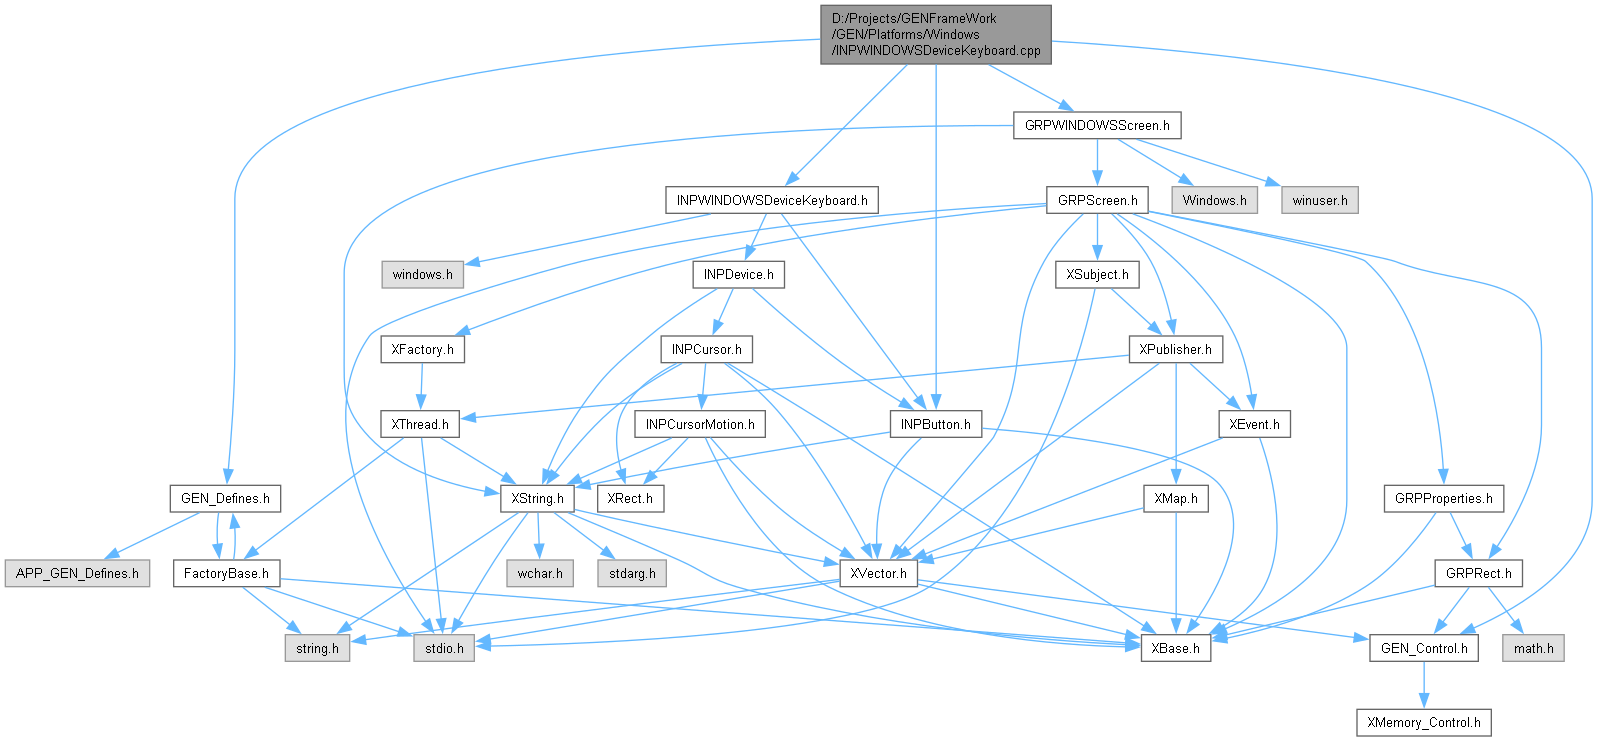 D:/Projects/GENFrameWork
/GEN/Platforms/Windows
/INPWINDOWSDeviceKeyboard.cpp
GRPWINDOWSScreen.h
INPWINDOWSDeviceKeyboard.h
GRPScreen.h
Windows.h
winuser.h
windows.h
INPDevice.h
XSubject.h
XFactory.h
INPCursor.h
XPublisher.h
XThread.h
INPCursorMotion.h
INPButton.h
XEvent.h
GEN_Defines.h
XString.h
XRect.h
XMap.h
GRPProperties.h
APP_GEN_Defines.h
FactoryBase.h
wchar.h
stdarg.h
XVector.h
GRPRect.h
string.h
stdio.h
XBase.h
GEN_Control.h
math.h
XMemory_Control.h